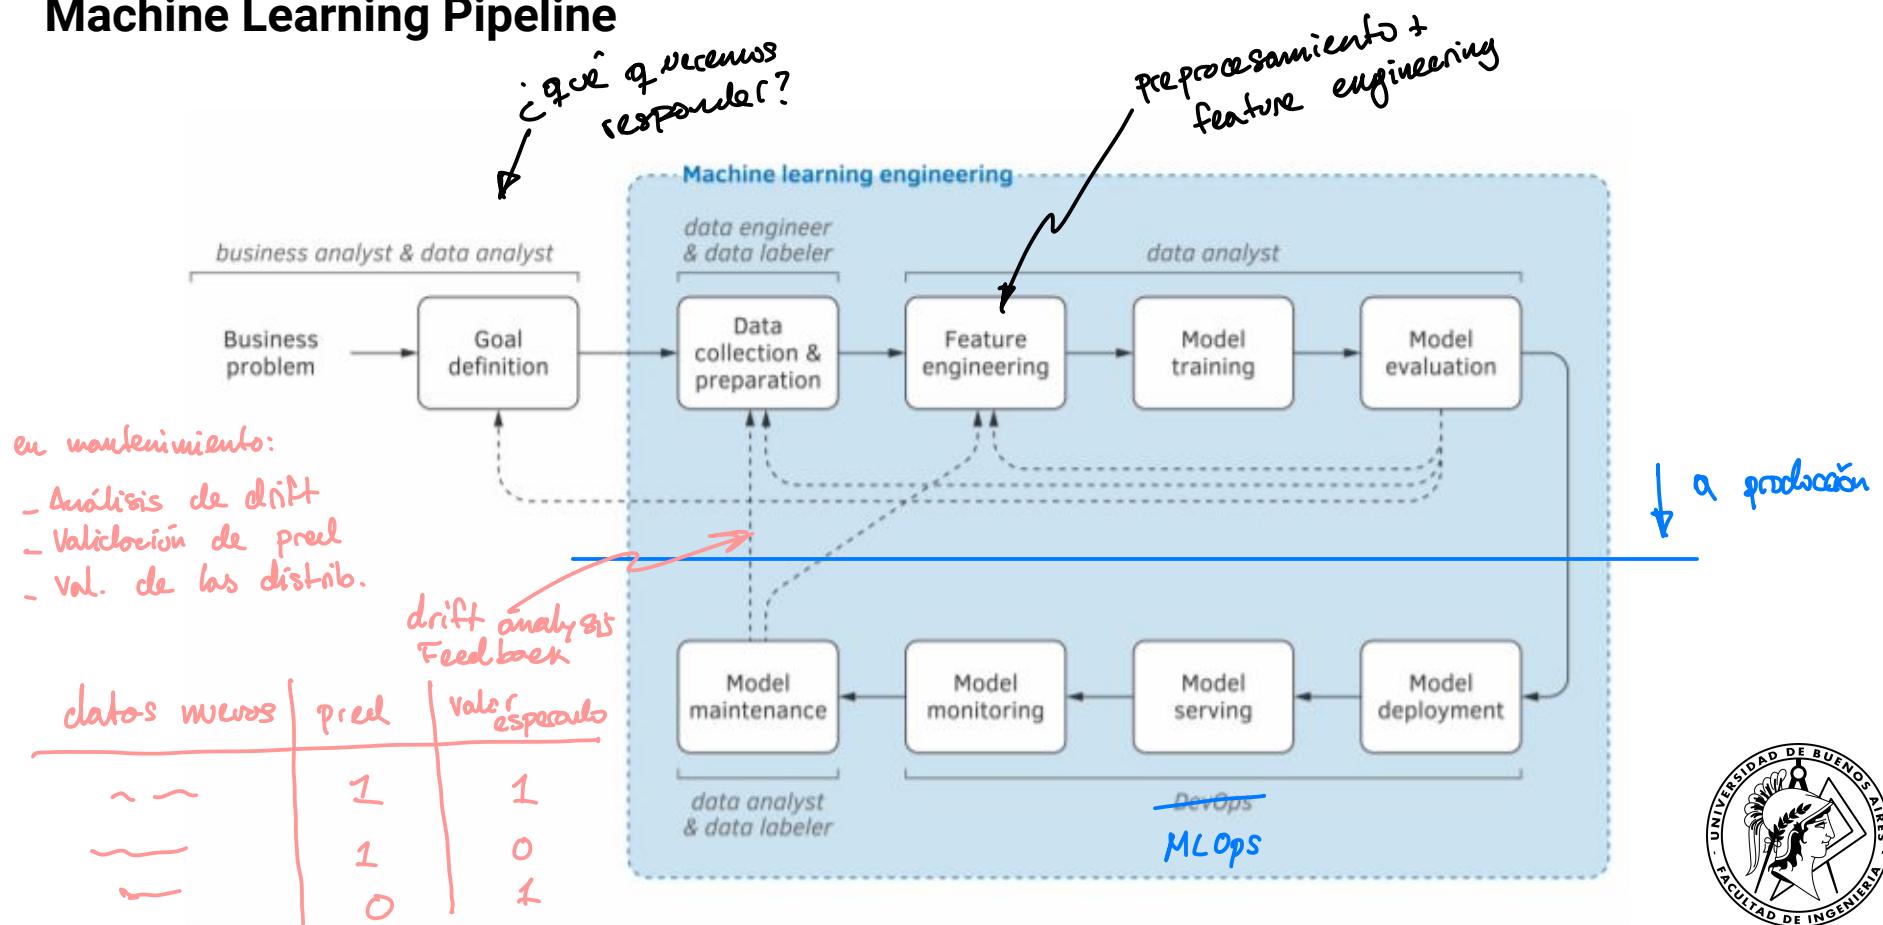 Machine Learning Pipeline
¿qué queremos
responder?
preprocesamiento +
feature engineering
Machine learning engineering
business analyst & data analyst
data engineer
& data labeler
data analyst
Business
problem
Goal
definition
Data
collection &
preparation
Feature
engineering
Model
training
Model
evaluation
en mantenimiento:
- Análisis de drift
- Validación de pred
- val. de las distrib.
↓ a producción
drift analysis
Feedback
datos nuevos | pred | valor esperado
1 1
1 0
0 1
Model
maintenance
Model
monitoring
Model
serving
Model
deployment
data analyst
& data labeler
DevOps
MLOps
UNIVERSIDAD DE BUENOS AIRES
FACULTAD DE INGENIERIA